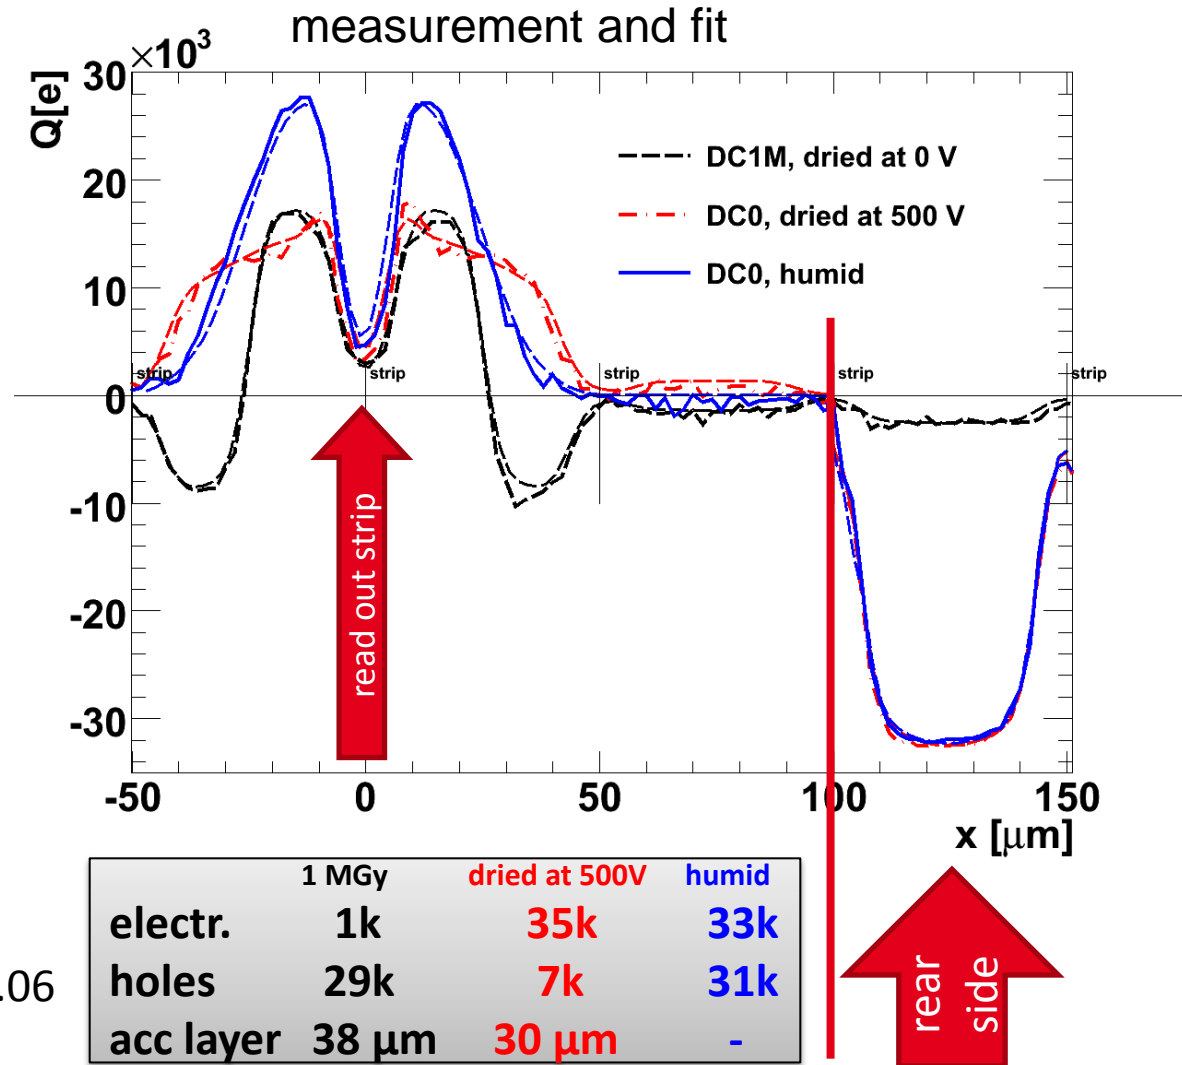 measurement and fit
×10³
Q[e]
30
20
10
0
-10
-20
-30
DC1M, dried at 0 V
DC0, dried at 500 V
DC0, humid
strip strip strip strip strip
read out strip
-50 0 50 100 150
x [μm]
1 MGy dried at 500V humid
electr. 1k 35k 33k
holes 29k 7k 31k
acc layer 38 μm 30 μm -
.06
rear
side